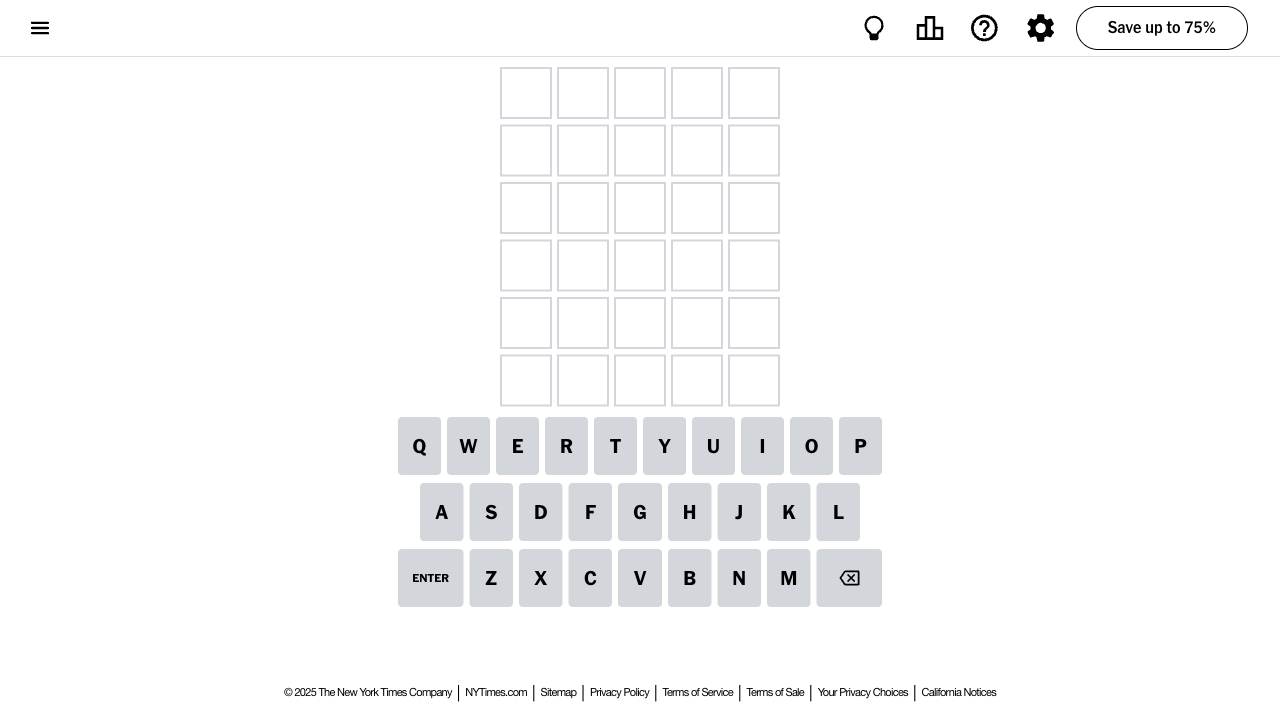 Save up to 75%
Q W E R T Y U I O P
A S D F G H J K L
ENTER Z X C V B N M
© 2025 The New York Times Company | NYTimes.com | Sitemap | Privacy Policy | Terms of Service | Terms of Sale | Your Privacy Choices | California Notices